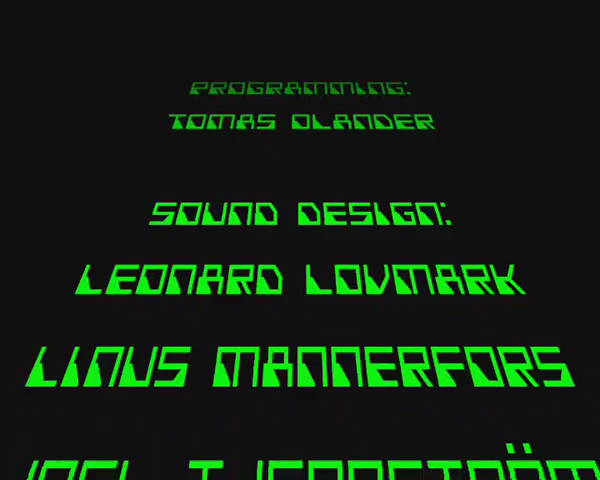 PROGRAMMING:
TOMAS OLANDER
SOUND DESIGN:
LEONARD LOVMARK
LINUS MANNERFORS